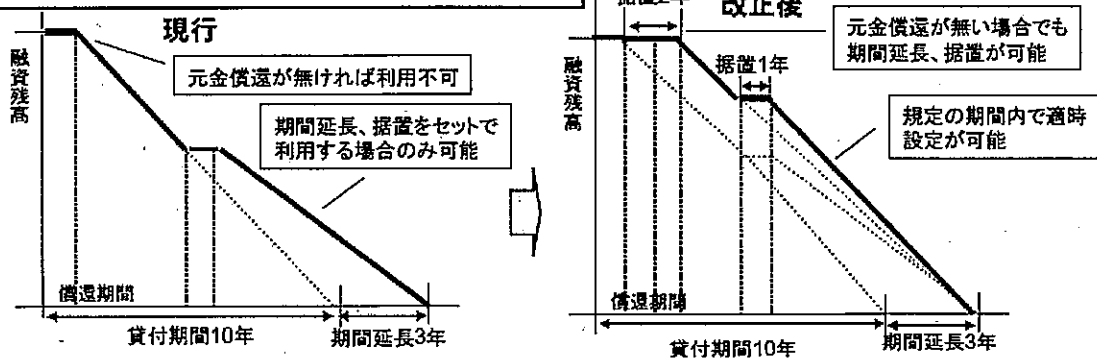 現行
融資残高
元金償還が無ければ利用不可
期間延長、据置をセットで
利用する場合のみ可能
償還期間
貸付期間10年
期間延長3年
改正後
融資残高
元金償還が無い場合でも
期間延長、据置が可能
据置1年
規定の期間内で適時
設定が可能
償還期間
貸付期間10年
期間延長3年